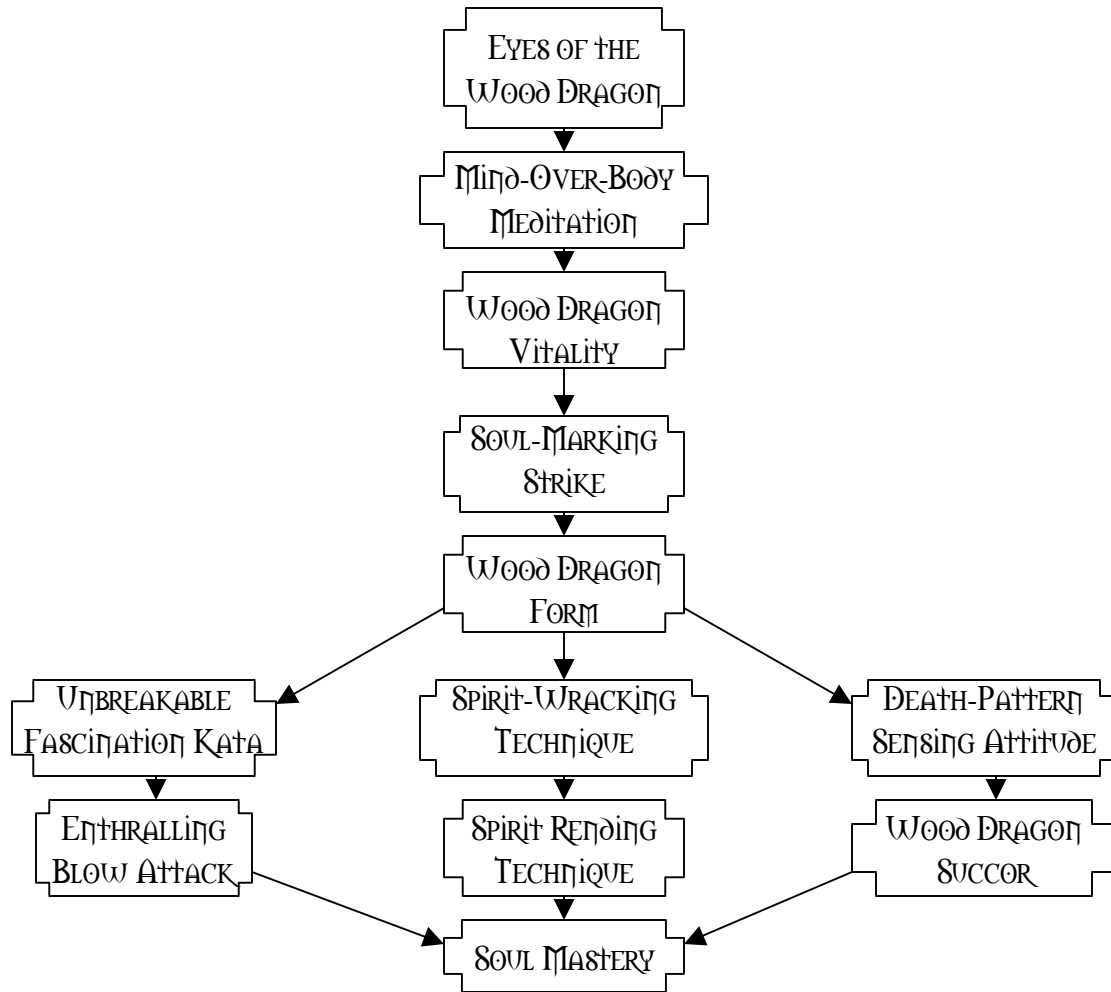 Eyes of the
Wood Dragon
Mind-Over-Body
Meditation
Wood Dragon
Vitality
Soul-Marking
Strike
Wood Dragon
Form
Unbreakable
Fascination Kata
Spirit-Wracking
Technique
Death-Pattern
Sensing Attitude
Enthralling
Blow Attack
Spirit Rending
Technique
Wood Dragon
Succor
Soul Mastery